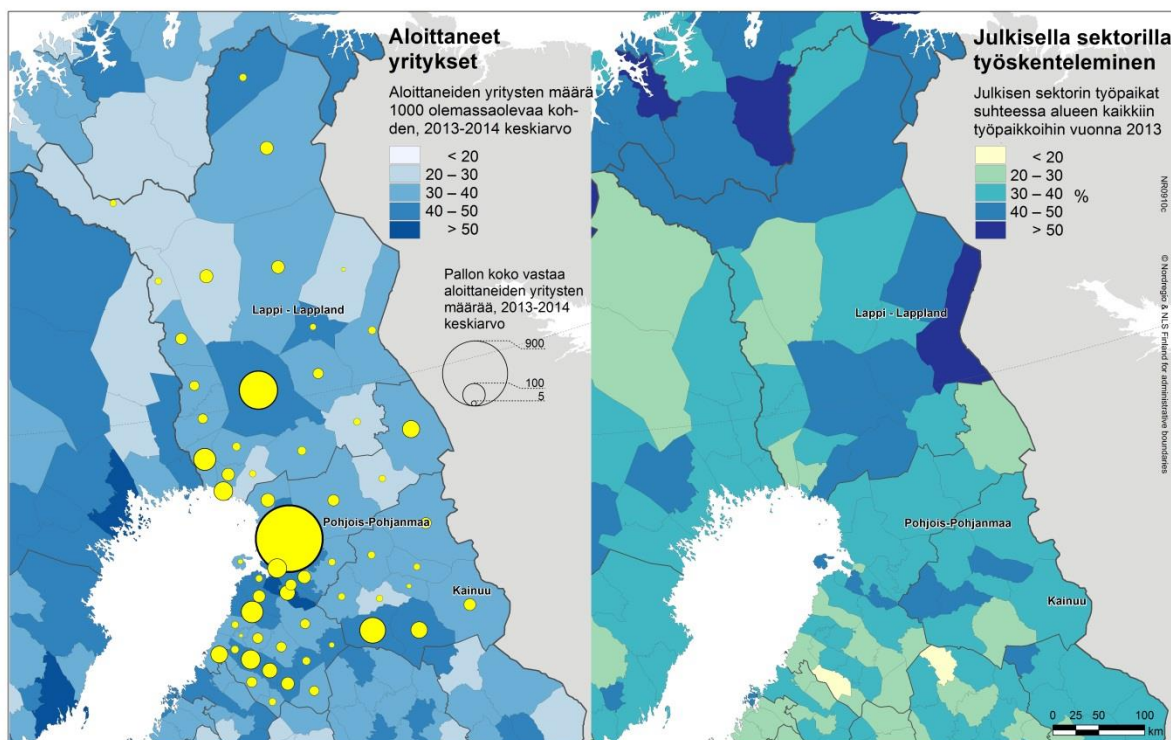 Aloittaneet
yritykset
Aloittaneiden yritysten määrä
1000 olemassaolevaa koh-
den, 2013-2014 keskiarvo
< 20
20 – 30
30 – 40
40 – 50
> 50
Pallon koko vastaa
aloittaneiden yritysten
määrää, 2013-2014
keskiarvo
900
100
5
Lappi - Lappland
Pohjois-Pohjanmaa
Kainuu
Julkisella sektorilla
työskenteleminen
Julkisen sektorin työpaikat
suhteessa alueen kaikkiin
työpaikkoihin vuonna 2013
< 20
20 – 30
30 – 40 %
40 – 50
> 50
NR0910c
© Nordregio & NLS Finland for administrative boundaries
Lappi - Lappland
Pohjois-Pohjanmaa
Kainuu
0 25 50 100
km